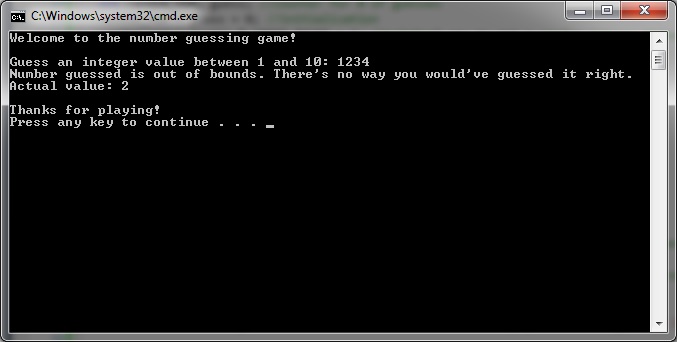 C:\Windows\system32\cmd.exe
Welcome to the number guessing game!
Guess an integer value between 1 and 10: 1234
Number guessed is out of bounds. There's no way you would've guessed it right.
Actual value: 2
Thanks for playing!
Press any key to continue . . . _